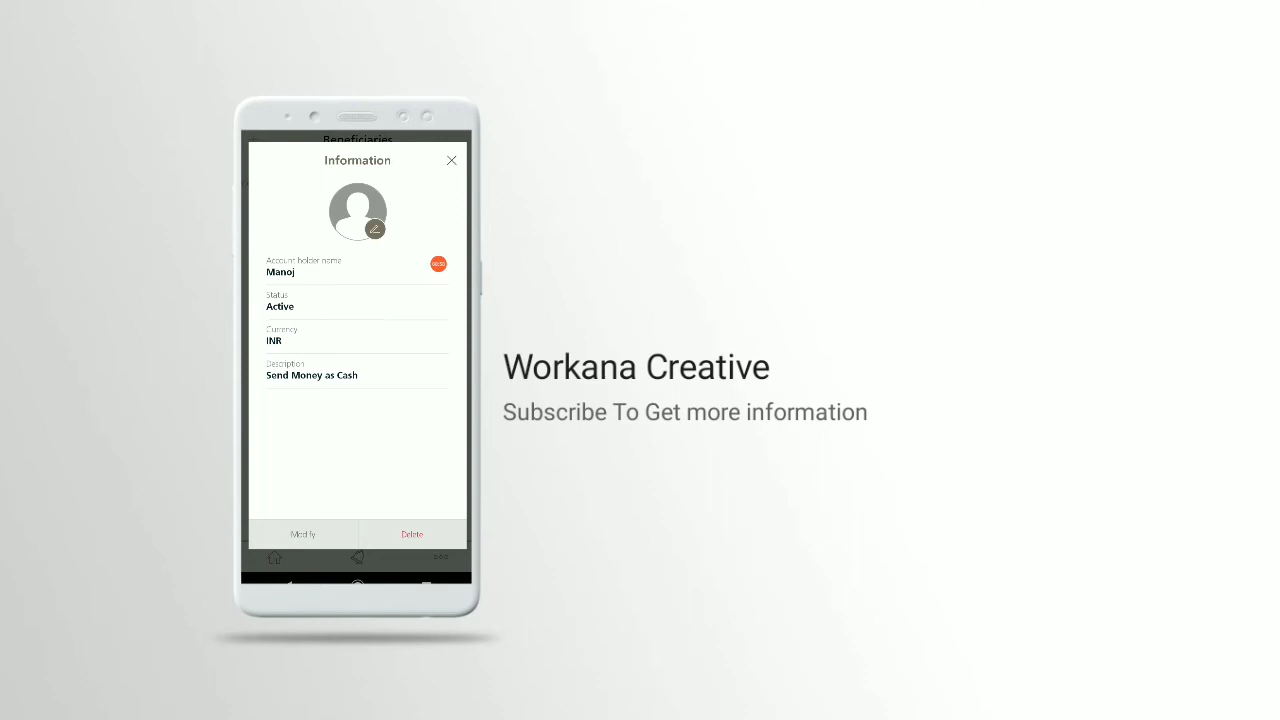 Beneficiaries
Information
Account holder name
Manoj
Status
Active
Currency
INR
Description
Send Money as Cash
Modify
Delete
Workana Creative
Subscribe To Get more information